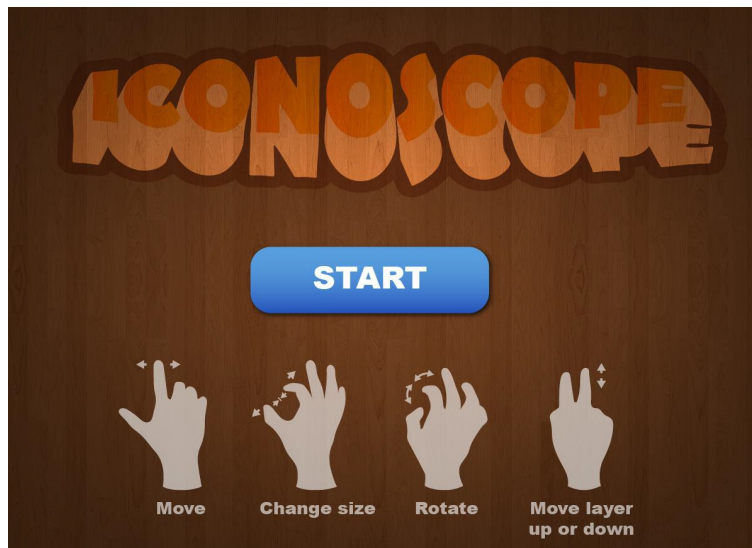 ICONOSCOPE
START
Move
Change size
Rotate
Move layer
up or down